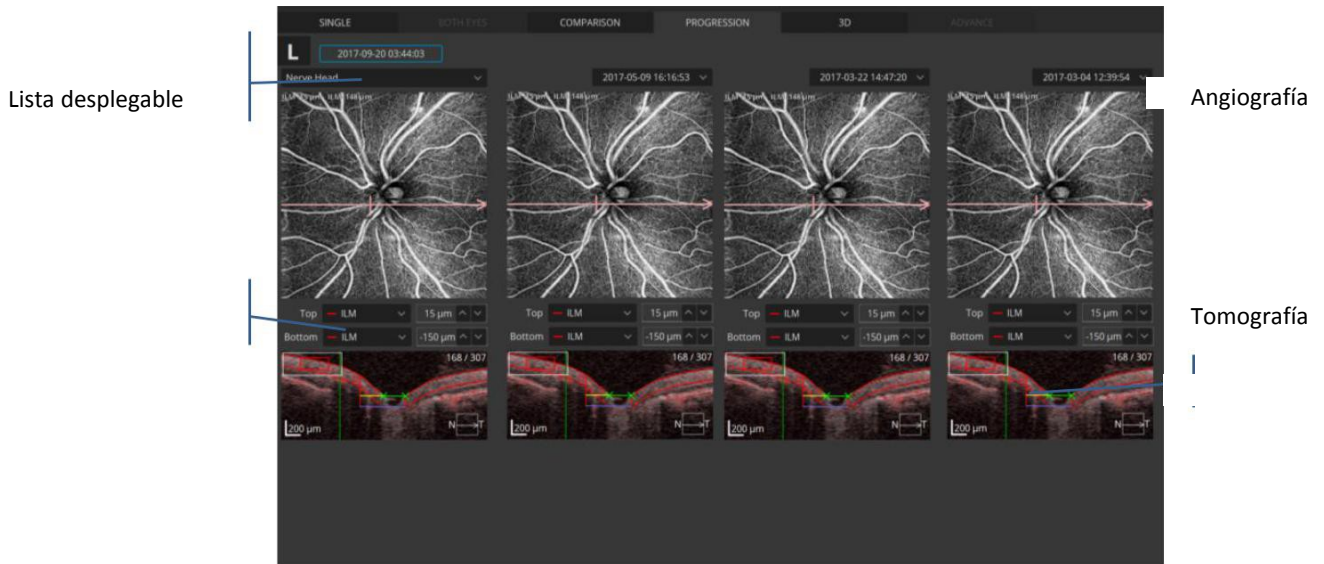 SINGLE BOTH EYES COMPARISON PROGRESSION 3D ADVANCE
L 2017-09-20 03:44:03
Nerve Head 2017-05-09 16:16:53 2017-03-22 14:47:20 2017-03-04 12:39:54
Lista desplegable
Angiografía
Top ILM 15 µm Top ILM 15 µm Top ILM 15 µm Top ILM 15 µm
Tomografía
Bottom ILM -150 µm Bottom ILM -150 µm Bottom ILM -150 µm Bottom ILM -150 µm
168 / 307 168 / 307 168 / 307 168 / 307
200 µm N T 200 µm N T 200 µm N T 200 µm N T